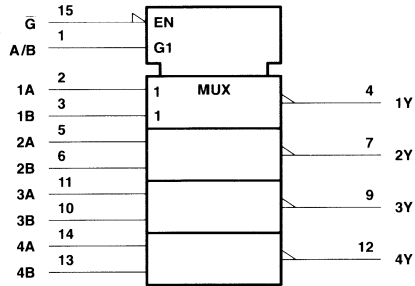 15
G̅ EN
1
A/B G1
2
1A 1 MUX 4 1Y
3
1B 1
5
2A 7 2Y
6
2B
11
3A 9 3Y
10
3B
14
4A 12 4Y
13
4B